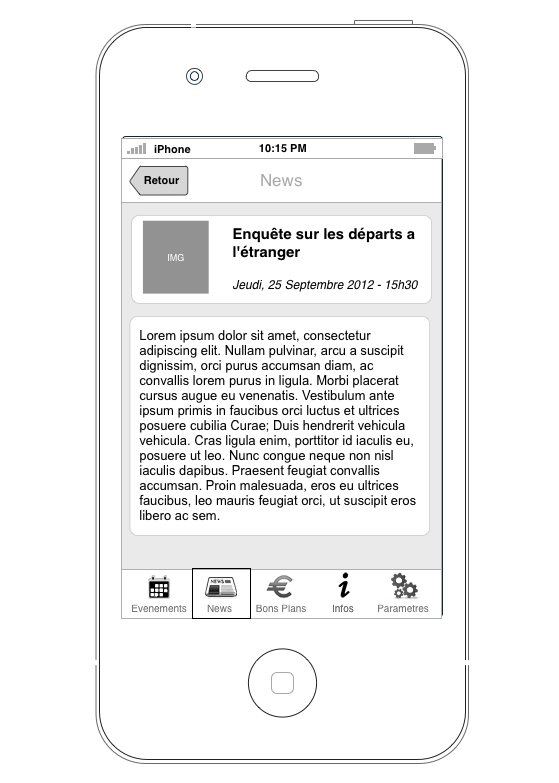 iPhone 10:15 PM
Retour News
IMG
Enquête sur les départs a
l'étranger
Jeudi, 25 Septembre 2012 - 15h30
Lorem ipsum dolor sit amet, consectetur
adipiscing elit. Nullam pulvinar, arcu a suscipit
dignissim, orci purus accumsan diam, ac
convallis lorem purus in ligula. Morbi placerat
cursus augue eu venenatis. Vestibulum ante
ipsum primis in faucibus orci luctus et ultrices
posuere cubilia Curae; Duis hendrerit vehicula
vehicula. Cras ligula enim, porttitor id iaculis eu,
posuere ut leo. Nunc congue neque non nisl
iaculis dapibus. Praesent feugiat convallis
accumsan. Proin malesuada, eros eu ultrices
faucibus, leo mauris feugiat orci, ut suscipit eros
libero ac sem.
NEWS
Evenements News Bons Plans Infos Parametres